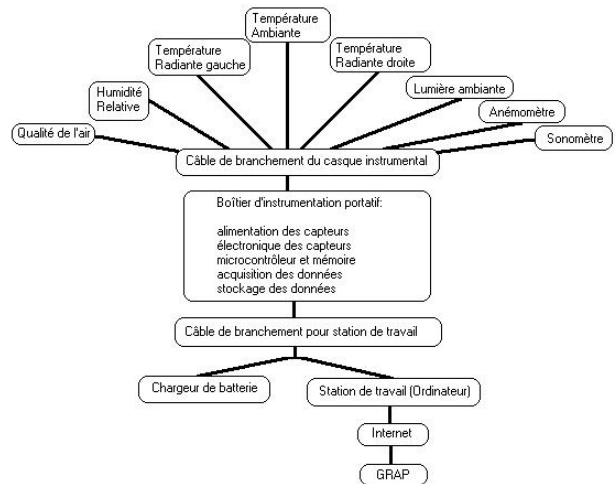 Température
Ambiante
Température
Radiante gauche
Température
Radiante droite
Humidité
Relative
Lumière ambiante
Anémomètre
Qualité de l'air
Sonomètre
Câble de branchement du casque instrumental
Boîtier d'instrumentation portatif:
alimentation des capteurs
électronique des capteurs
microcontrôleur et mémoire
acquisition des données
stockage des données
Câble de branchement pour station de travail
Chargeur de batterie
Station de travail (Ordinateur)
Internet
GRAP